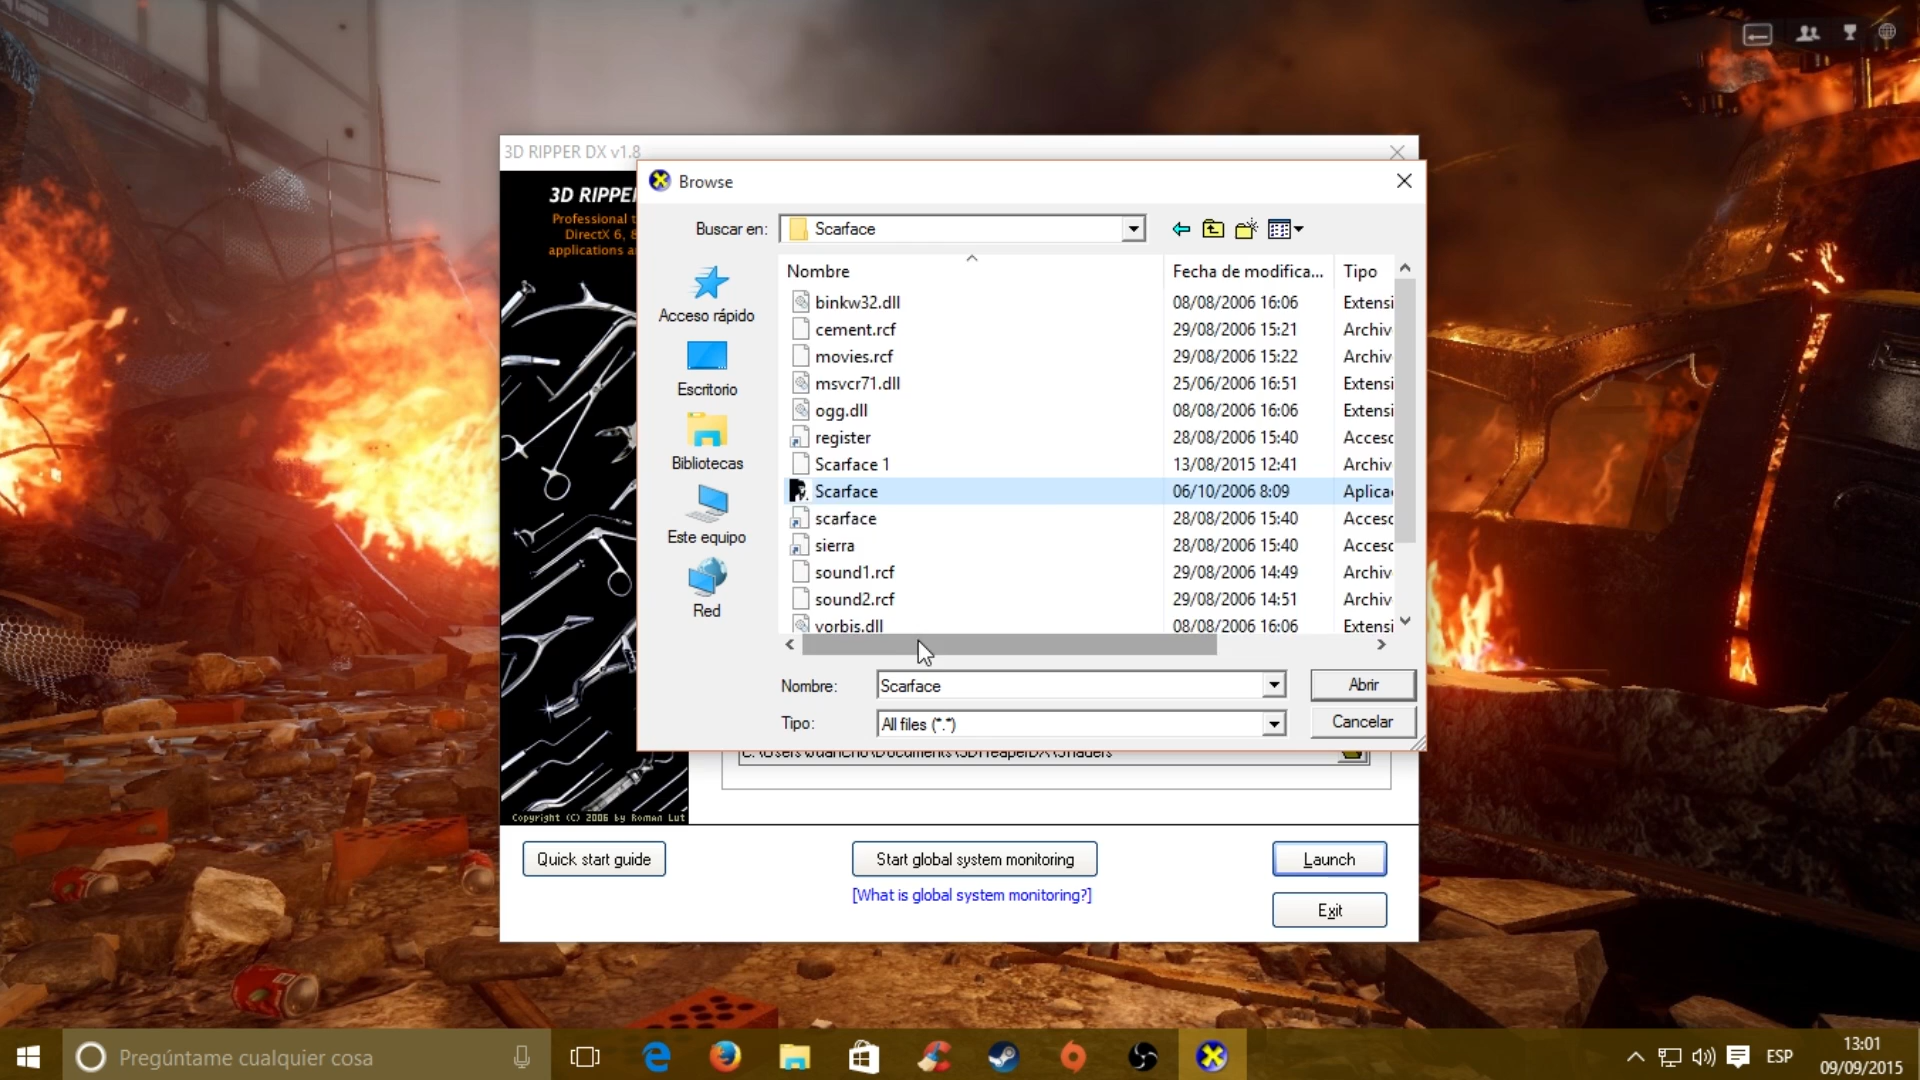 3D RIPPER DX v1.8
3D RIPPE
Professional
DirectX 6,
applications
Browse
Buscar en: Scarface
Acceso rápido
Escritorio
Bibliotecas
Este equipo
Red
Nombre Fecha de modifica... Tipo
binkw32.dll 08/08/2006 16:06 Extensi
cement.rcf 29/08/2006 15:21 Archiv
movies.rcf 29/08/2006 15:22 Archiv
msvcr71.dll 25/06/2006 16:51 Extensi
ogg.dll 08/08/2006 16:06 Extensi
register 28/08/2006 15:40 Acceso
Scarface 1 13/08/2015 12:41 Archiv
Scarface 06/10/2006 8:09 Aplica
scarface 28/08/2006 15:40 Acceso
sierra 28/08/2006 15:40 Acceso
sound1.rcf 29/08/2006 14:49 Archiv
sound2.rcf 29/08/2006 14:51 Archiv
vorbis.dll 08/08/2006 16:06 Extensi
Nombre: Scarface Abrir
Tipo: All files (*.*) Cancelar
C:\Users\Juancho\Documents\3DReaperDX\Shaders
Copyright (C) 2006 by Roman Lut
Quick start guide
Start global system monitoring
[What is global system monitoring?]
Launch
Exit
Pregúntame cualquier cosa
ESP
13:01
09/09/2015